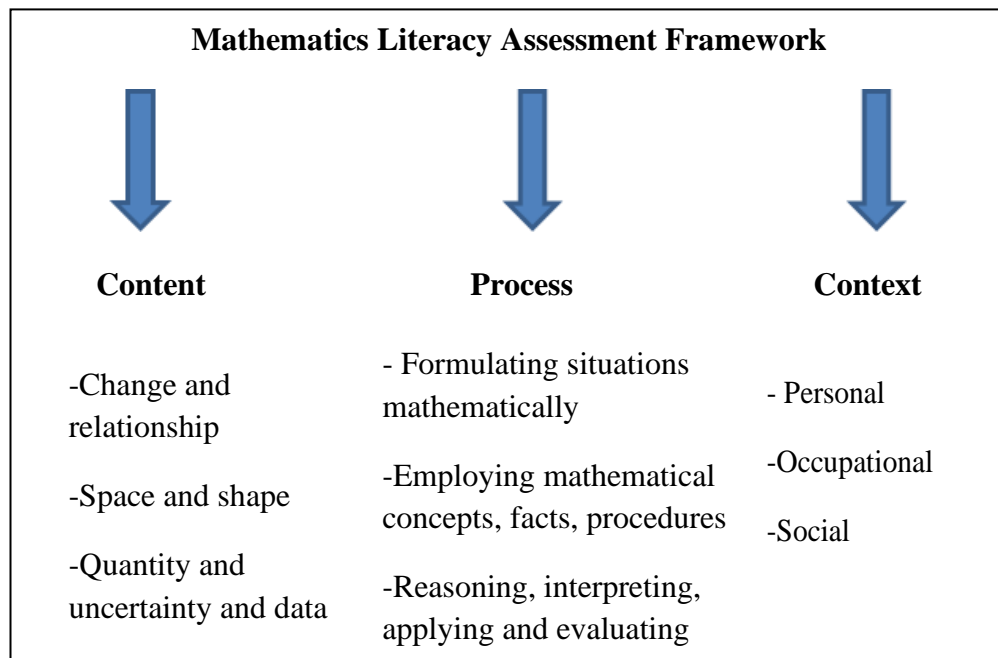 Mathematics Literacy Assessment Framework
Content
Process
Context
-Change and
relationship
-Space and shape
-Quantity and
uncertainty and data
- Formulating situations
mathematically
-Employing mathematical
concepts, facts, procedures
-Reasoning, interpreting,
applying and evaluating
- Personal
-Occupational
-Social